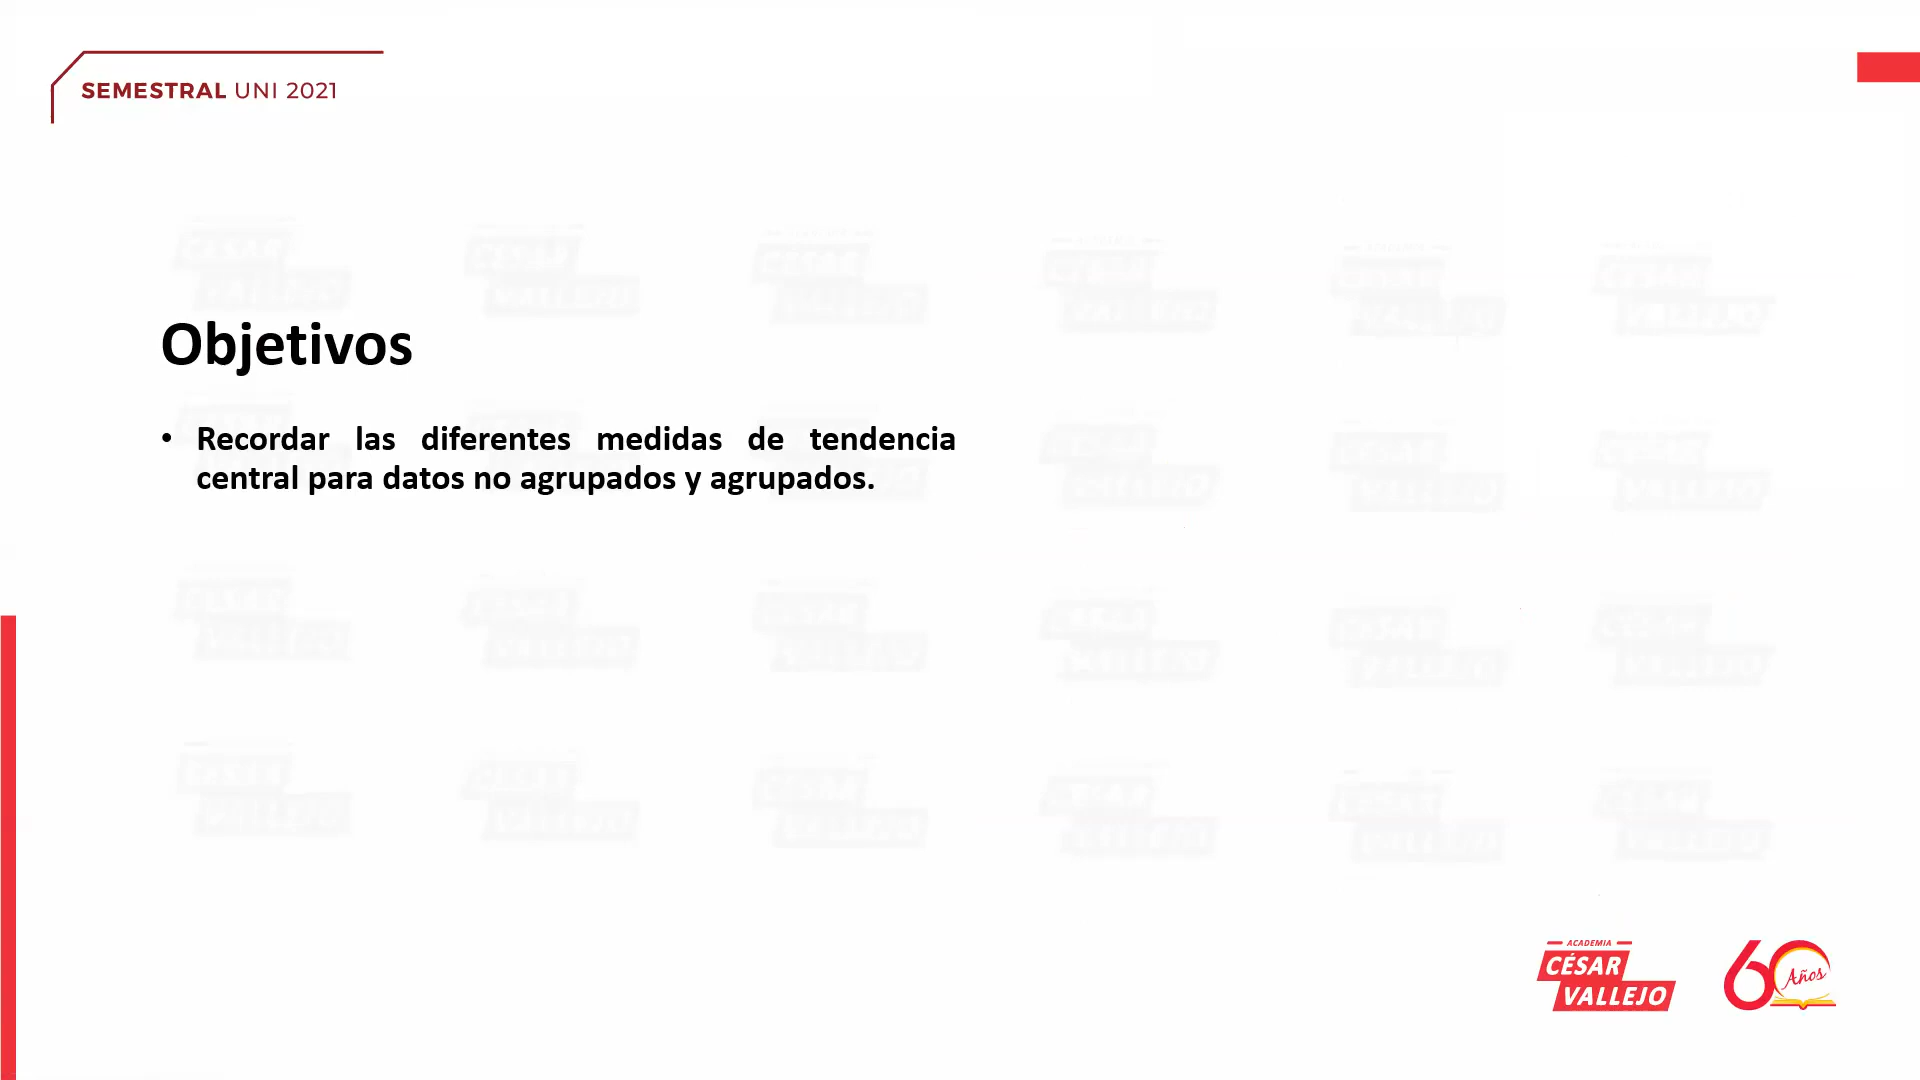 SEMESTRAL UNI 2021
Objetivos
• Recordar las diferentes medidas de tendencia
central para datos no agrupados y agrupados.
ACADEMIA
CÉSAR
VALLEJO
60
Años